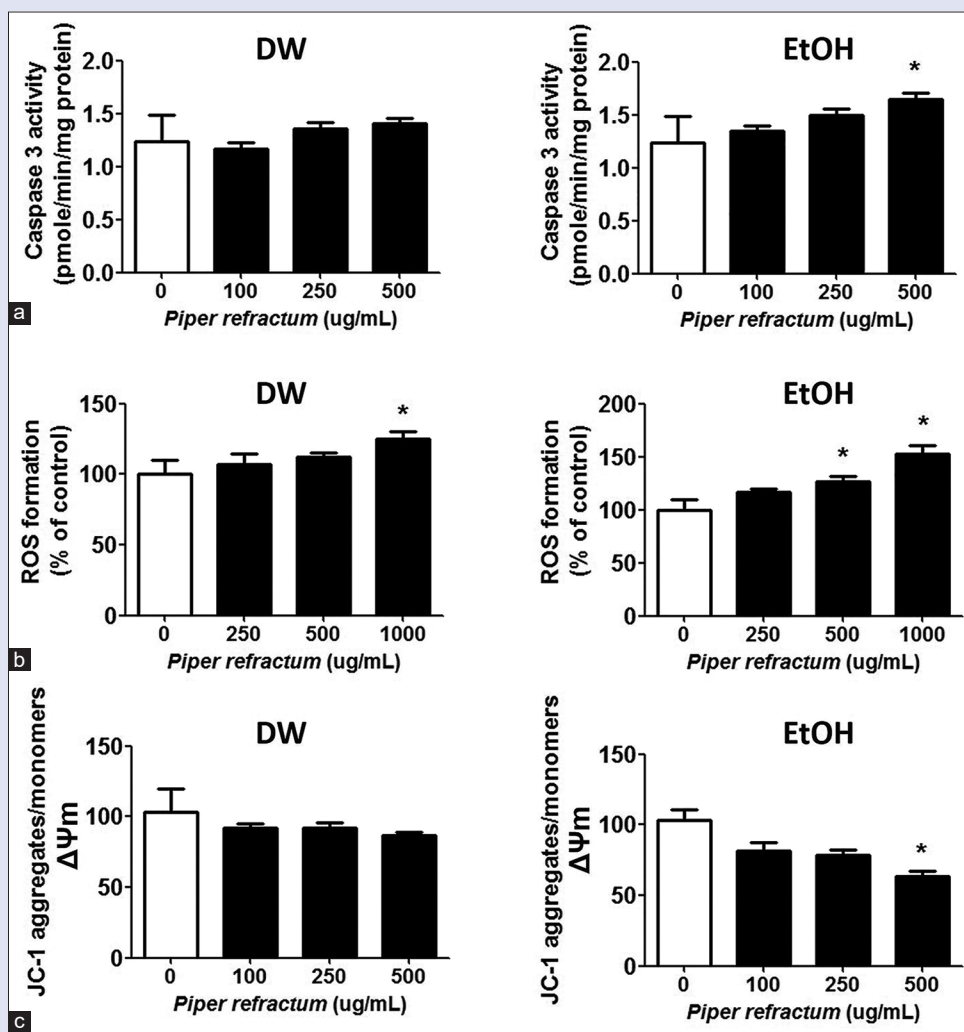 DW
Caspase 3 activity
(pmole/min/mg protein)
2.0
1.5
1.0
0.5
0.0
0 100 250 500
Piper refractum (ug/mL)
EtOH
Caspase 3 activity
(pmole/min/mg protein)
2.0
1.5
1.0
0.5
0.0
*
0 100 250 500
Piper refractum (ug/mL)
a
DW
ROS formation
(% of control)
150
100
50
0
*
0 250 500 1000
Piper refractum (ug/mL)
EtOH
ROS formation
(% of control)
200
150
100
50
0
* *
0 250 500 1000
Piper refractum (ug/mL)
b
DW
JC-1 aggregates/monomers
ΔΨm
150
100
50
0
0 100 250 500
Piper refractum (ug/mL)
EtOH
JC-1 aggregates/monomers
ΔΨm
150
100
50
0
*
0 100 250 500
Piper refractum (ug/mL)
c